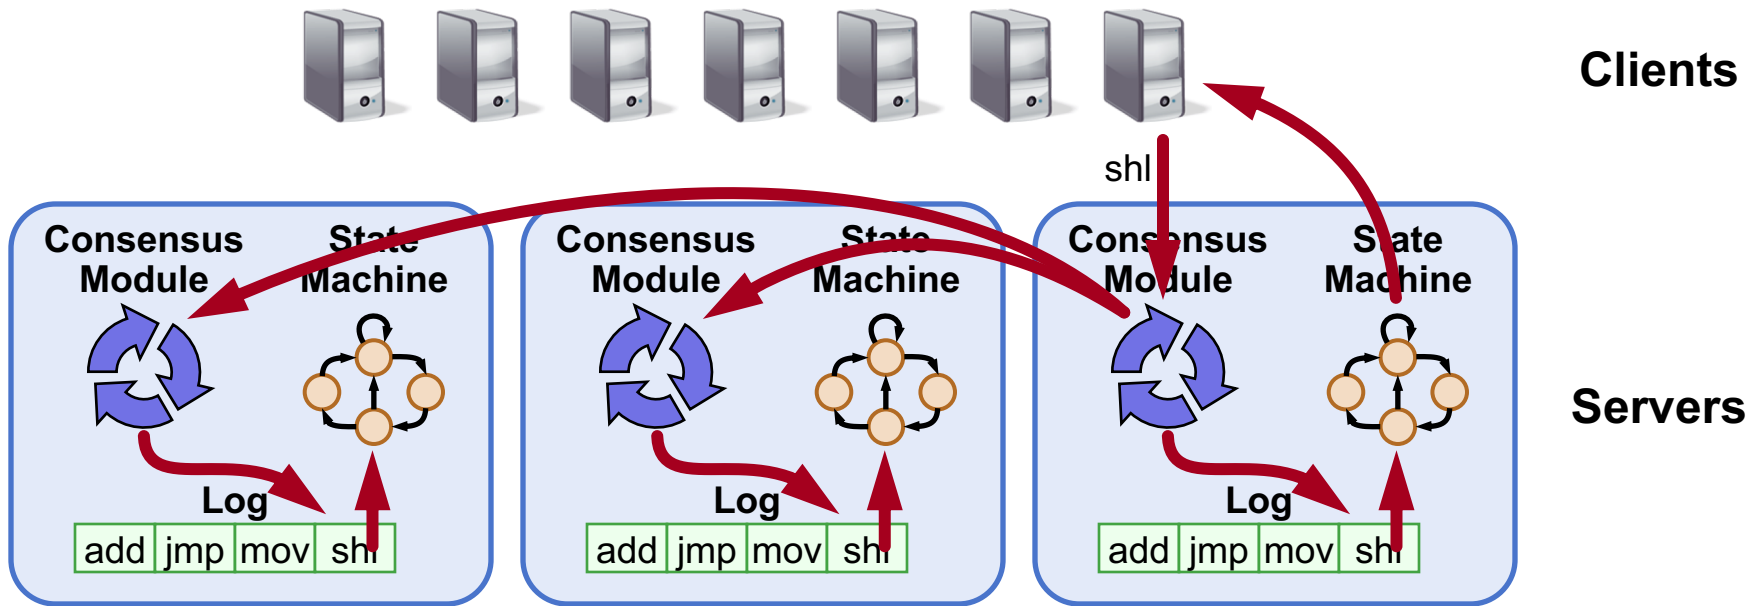 Clients
shl
Consensus Module
State Machine
Consensus Module
State Machine
Consensus Module
State Machine
Servers
Log
add jmp mov shl
Log
add jmp mov shl
Log
add jmp mov shl